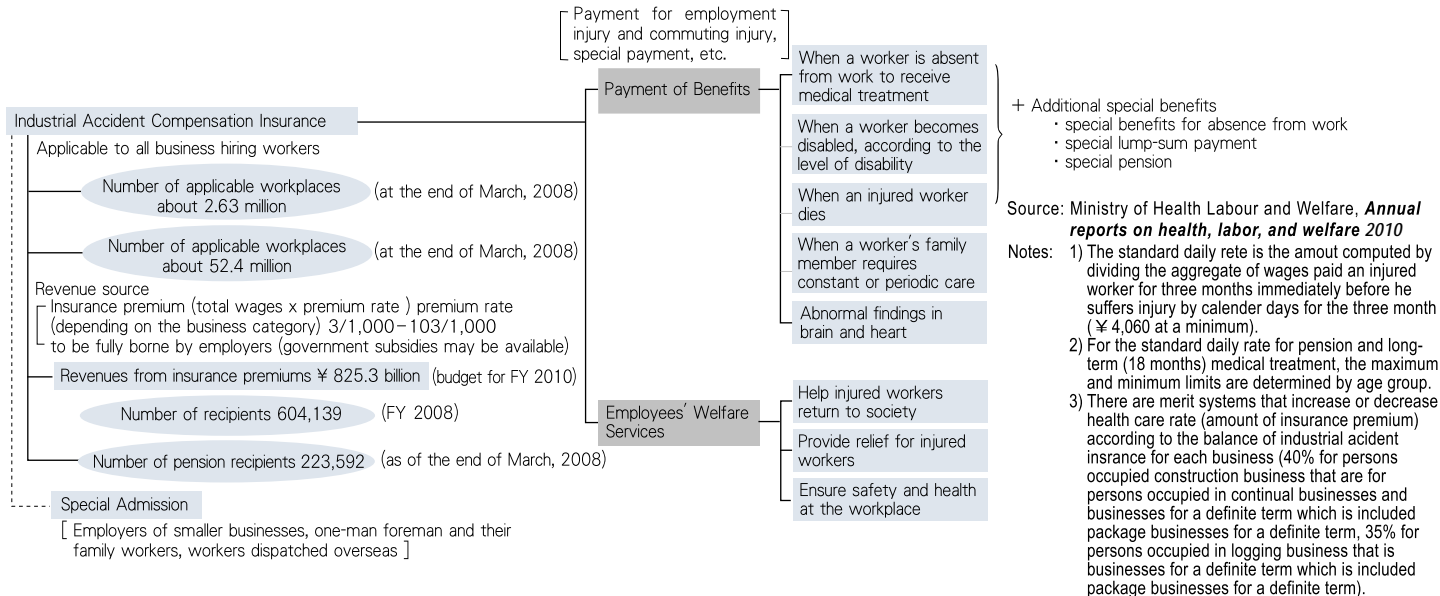 Industrial Accident Compensation Insurance
Applicable to all business hiring workers
Number of applicable workplaces
about 2.63 million
(at the end of March, 2008)
Number of applicable workplaces
about 52.4 million
(at the end of March, 2008)
Revenue source
Insurance premium (total wages x premium rate ) premium rate
(depending on the business category) 3/1,000−103/1,000
to be fully borne by employers (government subsidies may be available)
Revenues from insurance premiums ¥ 825.3 billion (budget for FY 2010)
Number of recipients 604,139 (FY 2008)
Number of pension recipients 223,592 (as of the end of March, 2008)
Special Admission
[ Employers of smaller businesses, one-man foreman and their
family workers, workers dispatched overseas ]
Payment for employment
injury and commuting injury,
special payment, etc.
Payment of Benefits
When a worker is absent
from work to receive
medical treatment
When a worker becomes
disabled, according to the
level of disability
When an injured worker
dies
When a worker's family
member requires
constant or periodic care
Abnormal findings in
brain and heart
+ Additional special benefits
・special benefits for absence from work
・special lump-sum payment
・special pension
Employees' Welfare
Services
Help injured workers
return to society
Provide relief for injured
workers
Ensure safety and health
at the workplace
Source: Ministry of Health Labour and Welfare, Annual
reports on health, labor, and welfare 2010
Notes: 1) The standard daily rete is the amout computed by
dividing the aggregate of wages paid an injured
worker for three months immediately before he
suffers injury by calender days for the three month
(¥ 4,060 at a minimum).
2) For the standard daily rate for pension and long-
term (18 months) medical treatment, the maximum
and minimum limits are determined by age group.
3) There are merit systems that increase or decrease
health care rate (amount of insurance premium)
according to the balance of industrial acident
insrance for each business (40% for persons
occupied construction business that are for
persons occupied in continual businesses and
businesses for a definite term which is included
package businesses for a definite term, 35% for
persons occupied in logging business that is
businesses for a definite term which is included
package businesses for a definite term).